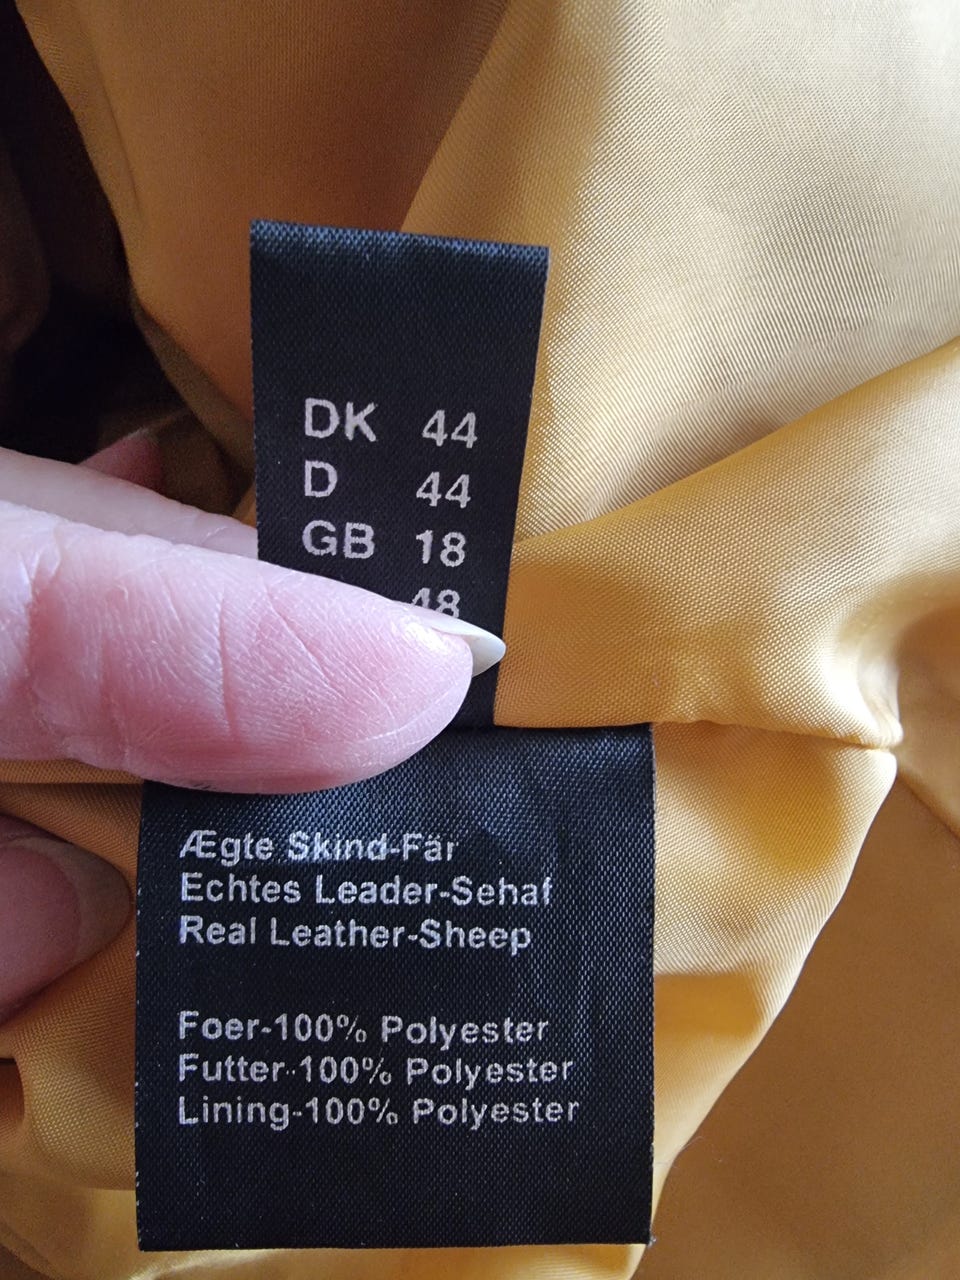 DK 44
D 44
GB 18
48
Ægte Skind-Fär
Echtes Leader-Sehaf
Real Leather-Sheep
Foer-100% Polyester
Futter-100% Polyester
Lining-100% Polyester